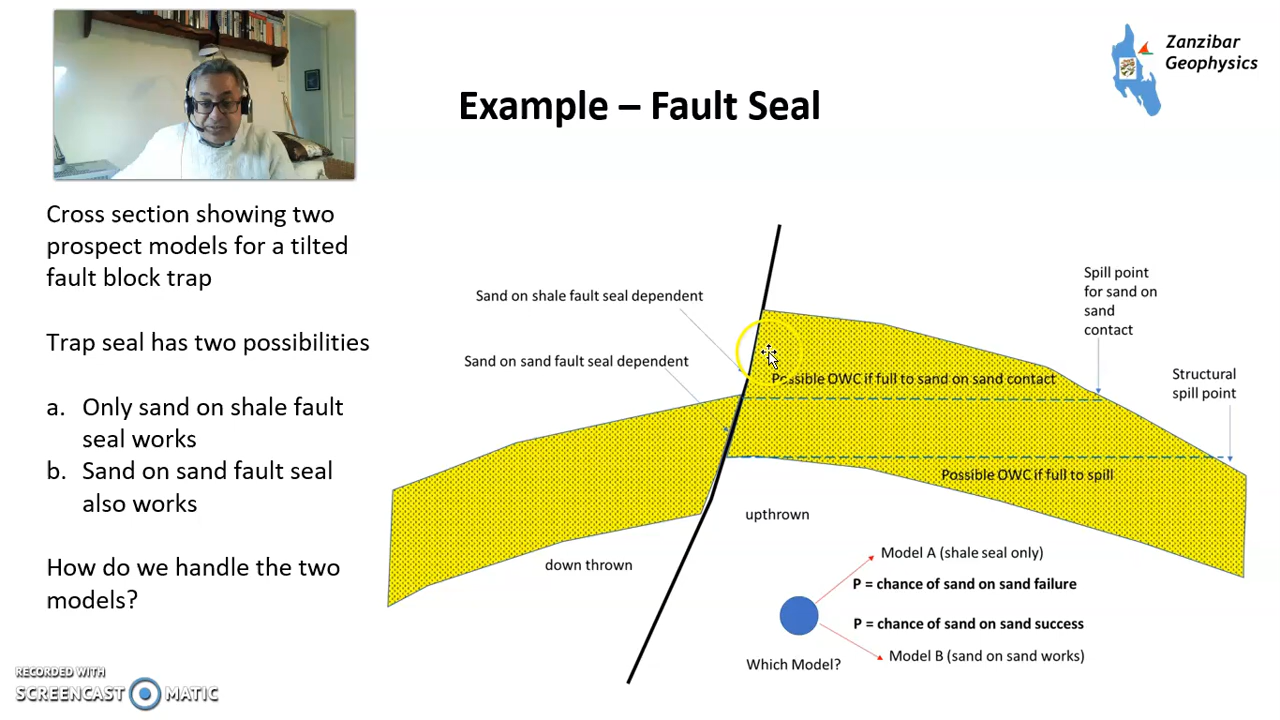 Zanzibar
Geophysics
Example – Fault Seal
Cross section showing two
prospect models for a tilted
fault block trap
Trap seal has two possibilities
a. Only sand on shale fault
seal works
b. Sand on sand fault seal
also works
How do we handle the two
models?
Sand on shale fault seal dependent
Sand on sand fault seal dependent
Spill point
for sand on
sand
contact
Structural
spill point
Possible OWC if full to sand on sand contact
Possible OWC if full to spill
upthrown
down thrown
Model A (shale seal only)
P = chance of sand on sand failure
P = chance of sand on sand success
Model B (sand on sand works)
Which Model?
RECORDED WITH
SCREENCAST MATIC